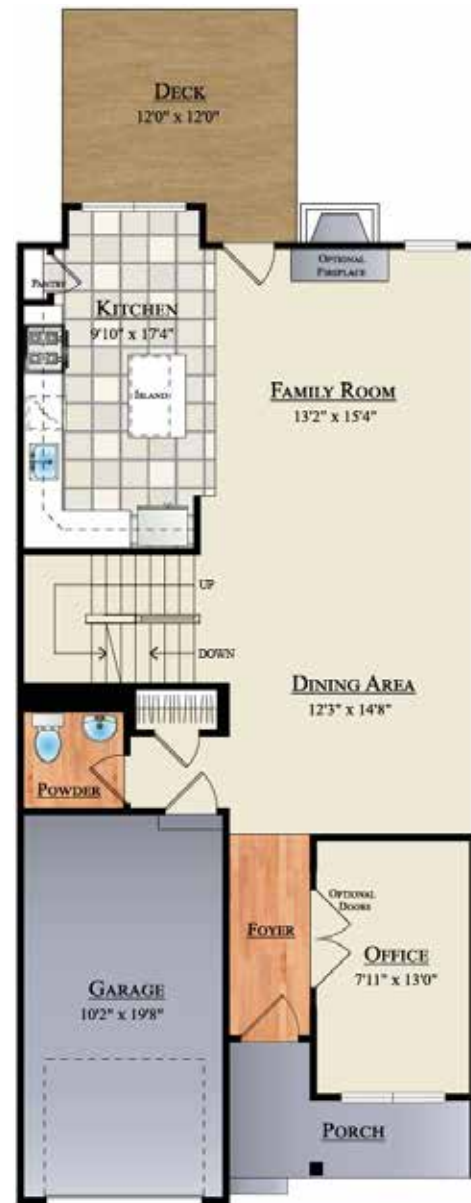 DECK
12'0" x 12'0"
OPTIONAL
FIREPLACE
PANTRY
KITCHEN
9'10" x 17'4"
ISLAND
FAMILY ROOM
13'2" x 15'4"
UP
DOWN
DINING AREA
12'3" x 14'8"
POWDER
OPTIONAL
DOORS
FOYER
OFFICE
7'11" x 13'0"
GARAGE
10'2" x 19'8"
PORCH